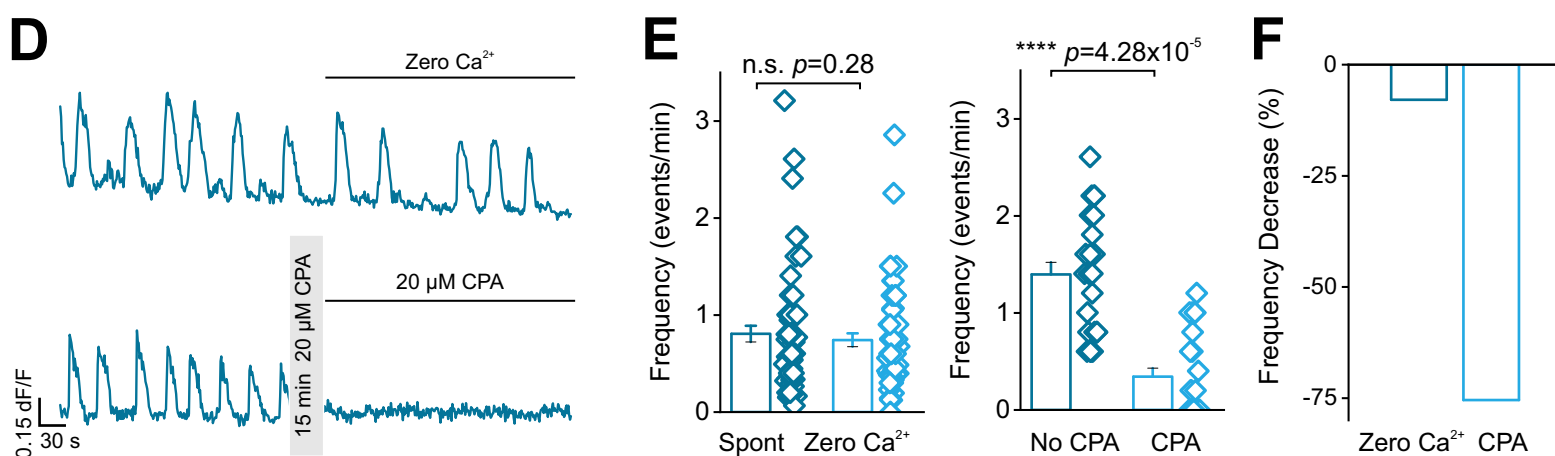 D
Zero Ca²⁺
15 min 20 µM CPA
20 µM CPA
0.15 dF/F
30 s
E
n.s. p=0.28
Frequency (events/min)
3
2
1
0
Spont
Zero Ca²⁺
**** p=4.28x10⁻⁵
Frequency (events/min)
3
2
1
0
No CPA
CPA
F
Frequency Decrease (%)
0
-25
-50
-75
Zero Ca²⁺
CPA